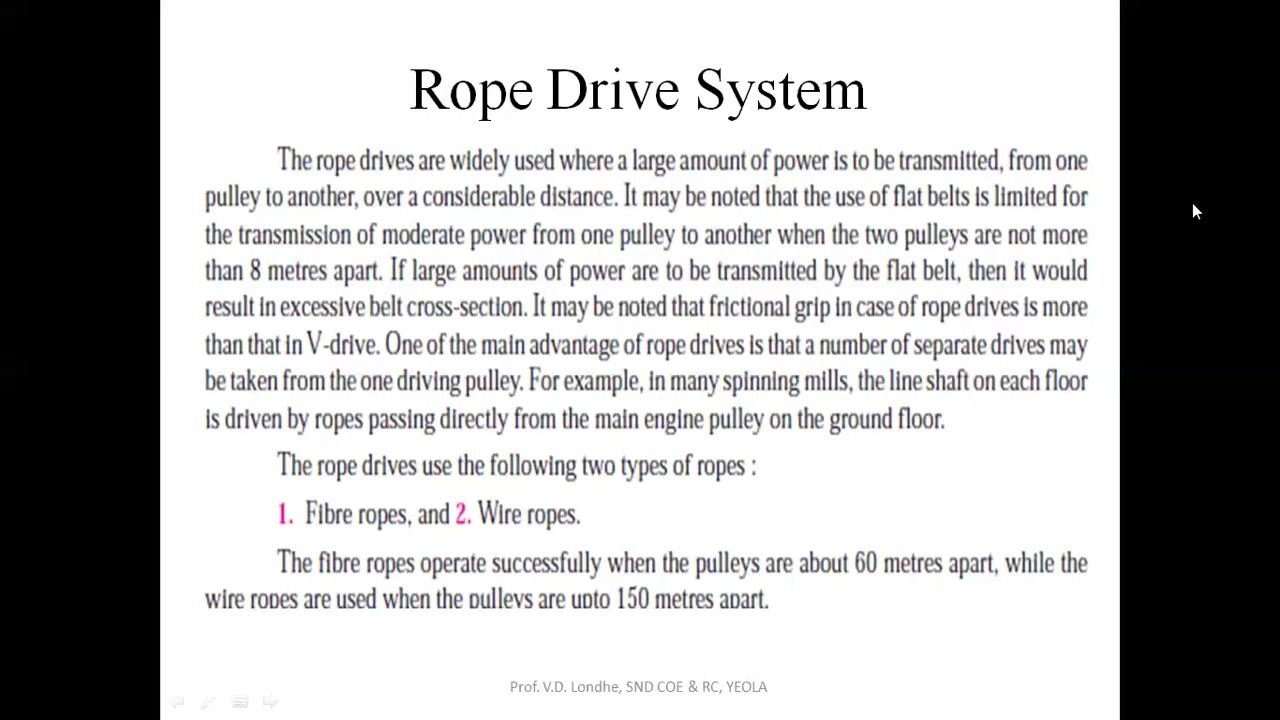 Rope Drive System
The rope drives are widely used where a large amount of power is to be transmitted, from one
pulley to another, over a considerable distance. It may be noted that the use of flat belts is limited for
the transmission of moderate power from one pulley to another when the two pulleys are not more
than 8 metres apart. If large amounts of power are to be transmitted by the flat belt, then it would
result in excessive belt cross-section. It may be noted that frictional grip in case of rope drives is more
than that in V-drive. One of the main advantage of rope drives is that a number of separate drives may
be taken from the one driving pulley. For example, in many spinning mills, the line shaft on each floor
is driven by ropes passing directly from the main engine pulley on the ground floor.
The rope drives use the following two types of ropes :
1. Fibre ropes, and 2. Wire ropes.
The fibre ropes operate successfully when the pulleys are about 60 metres apart, while the
wire ropes are used when the pulleys are upto 150 metres apart.
Prof. V.D. Londhe, SND COE & RC, YEOLA